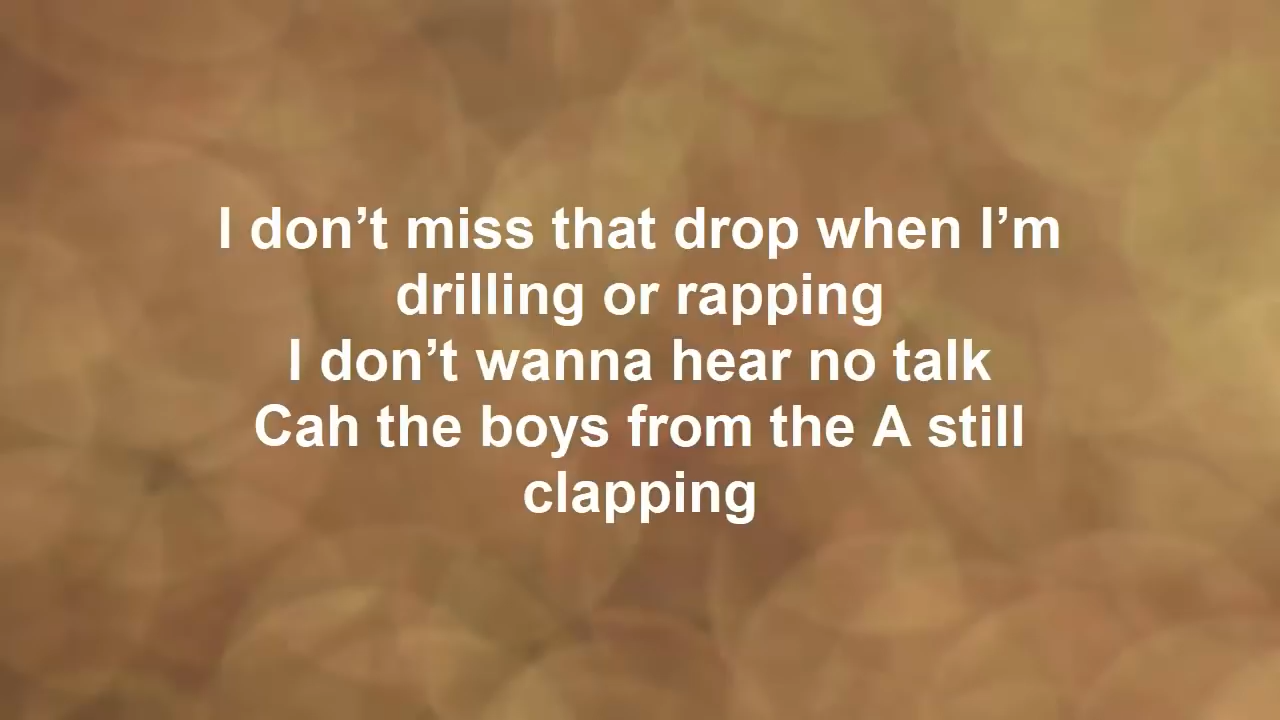 I don’t miss that drop when I’m
drilling or rapping
I don’t wanna hear no talk
Cah the boys from the A still
clapping